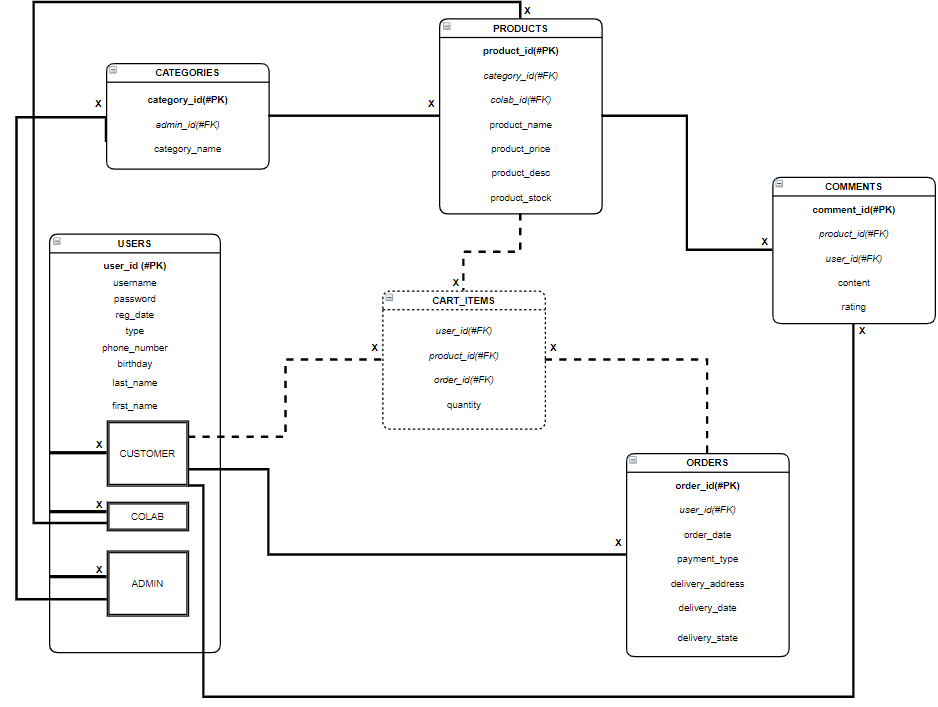 X
PRODUCTS
product_id(#PK)
category_id(#FK)
colab_id(#FK)
product_name
product_price
product_desc
product_stock
X
X
CATEGORIES
category_id(#PK)
admin_id(#FK)
category_name
X
COMMENTS
comment_id(#PK)
product_id(#FK)
user_id(#FK)
content
rating
X
USERS
user_id (#PK)
username
password
reg_date
type
phone_number
birthday
last_name
first_name
X
CUSTOMER
X
COLAB
X
ADMIN
X
CART_ITEMS
user_id(#FK)
product_id(#FK)
order_id(#FK)
quantity
X
X
ORDERS
order_id(#PK)
user_id(#FK)
order_date
payment_type
delivery_address
delivery_date
delivery_state
X